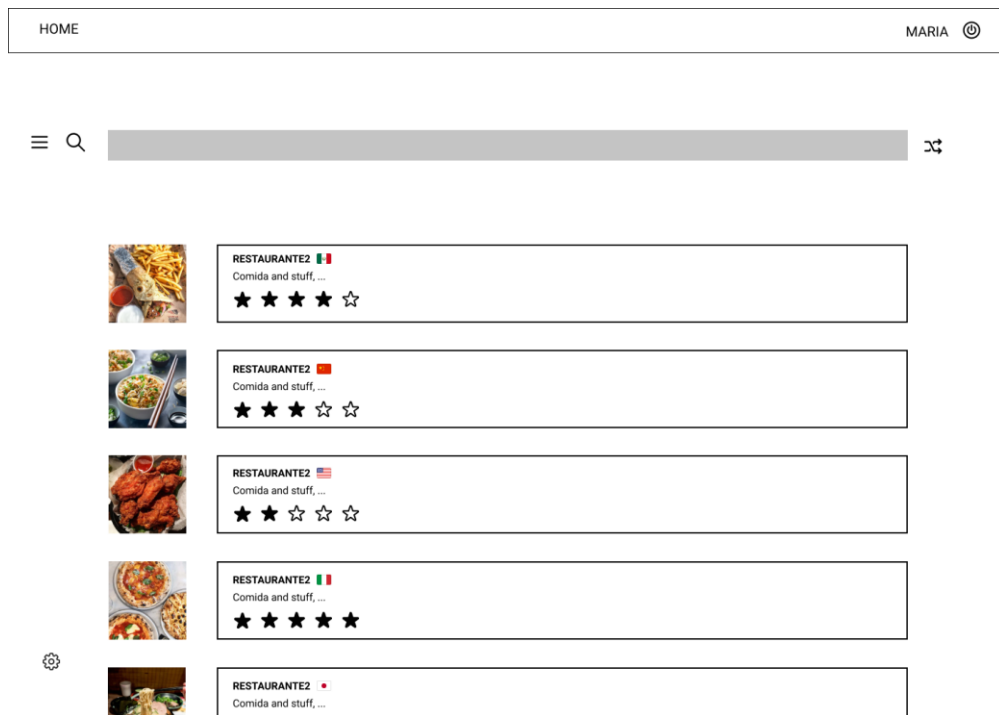 HOME
MARIA
RESTAURANTE2
Comida and stuff, ...
RESTAURANTE2
Comida and stuff, ...
RESTAURANTE2
Comida and stuff, ...
RESTAURANTE2
Comida and stuff, ...
RESTAURANTE2
Comida and stuff, ...